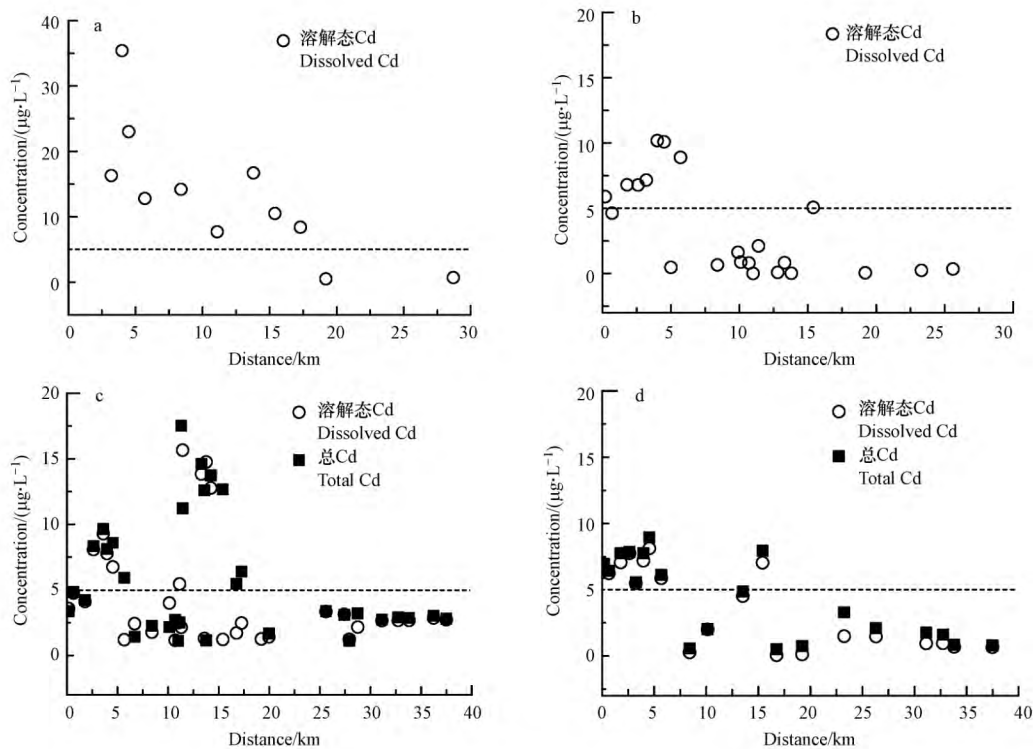 a
溶解态Cd
Dissolved Cd
Concentration/(μg·L⁻¹)
40
30
20
10
0
0 5 10 15 20 25 30
Distance/km
b
溶解态Cd
Dissolved Cd
Concentration/(μg·L⁻¹)
20
15
10
5
0
0 5 10 15 20 25 30
Distance/km
c
溶解态Cd
Dissolved Cd
总Cd
Total Cd
Concentration/(μg·L⁻¹)
20
15
10
5
0
0 5 10 15 20 25 30 35 40
Distance/km
d
溶解态Cd
Dissolved Cd
总Cd
Total Cd
Concentration/(μg·L⁻¹)
20
15
10
5
0
0 5 10 15 20 25 30 35 40
Distance/km